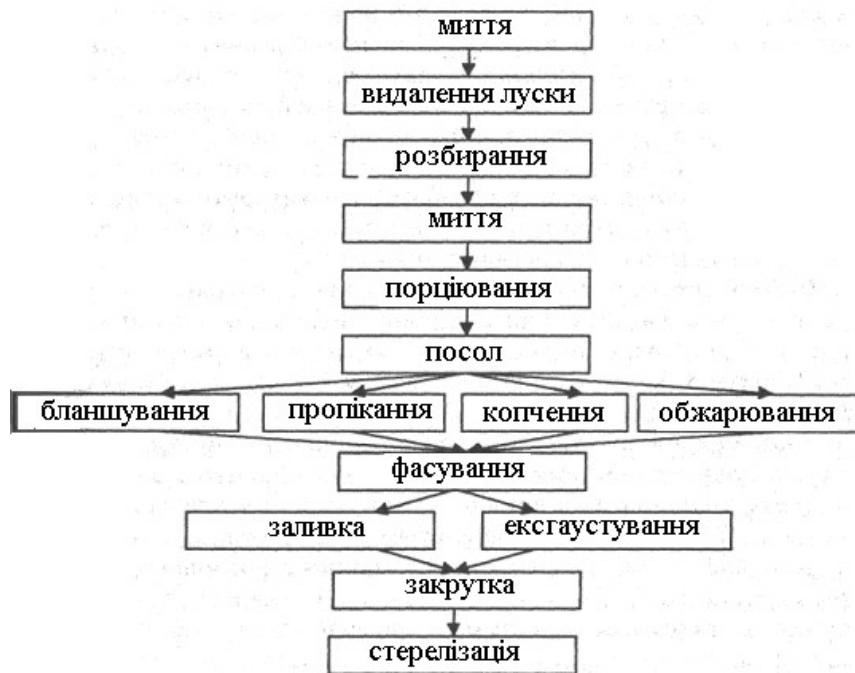 миття
видалення луски
розбирання
миття
порціювання
посол
бланшування пропікання копчення обжарювання
фасування
заливка ексгаустування
закрутка
стерелізація